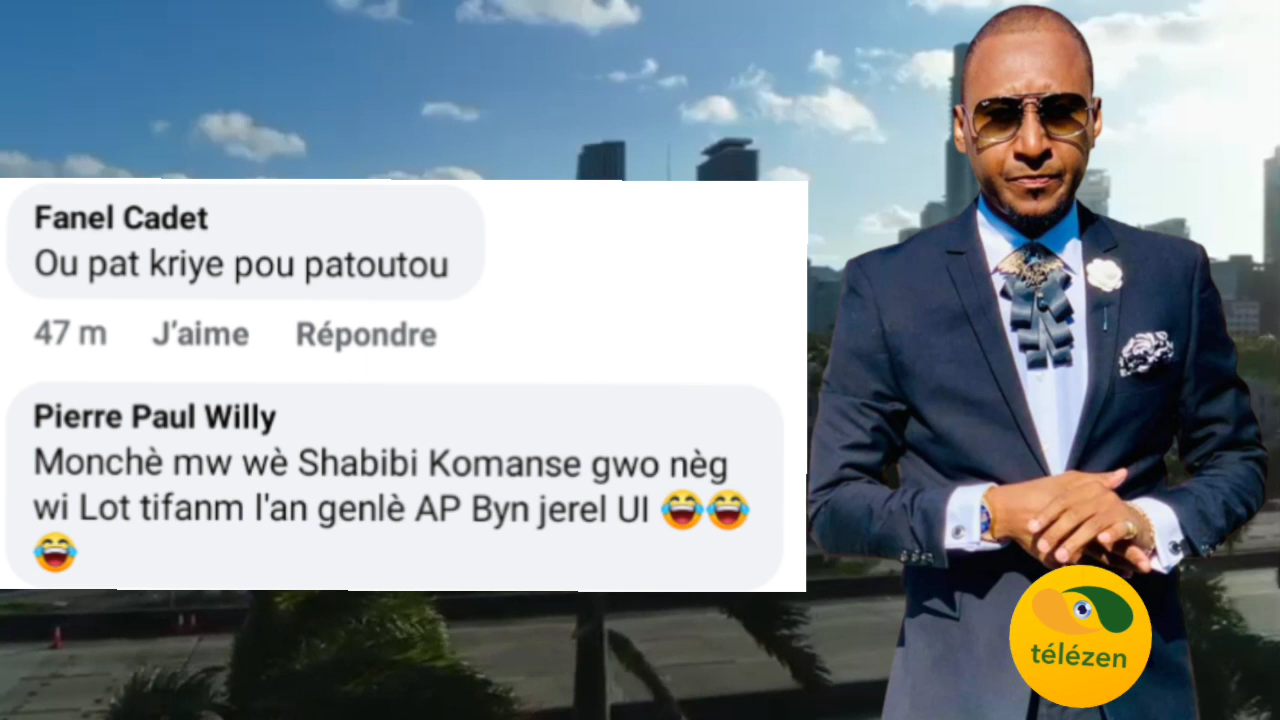 Fanel Cadet
Ou pat kriye pou patoutou
47 m J'aime Répondre
Pierre Paul Willy
Monchè mw wè Shabibi Komanse gwo nèg
wi Lot tifanm l'an genlè AP Byn jerel UI 😂😂
😂
télézen